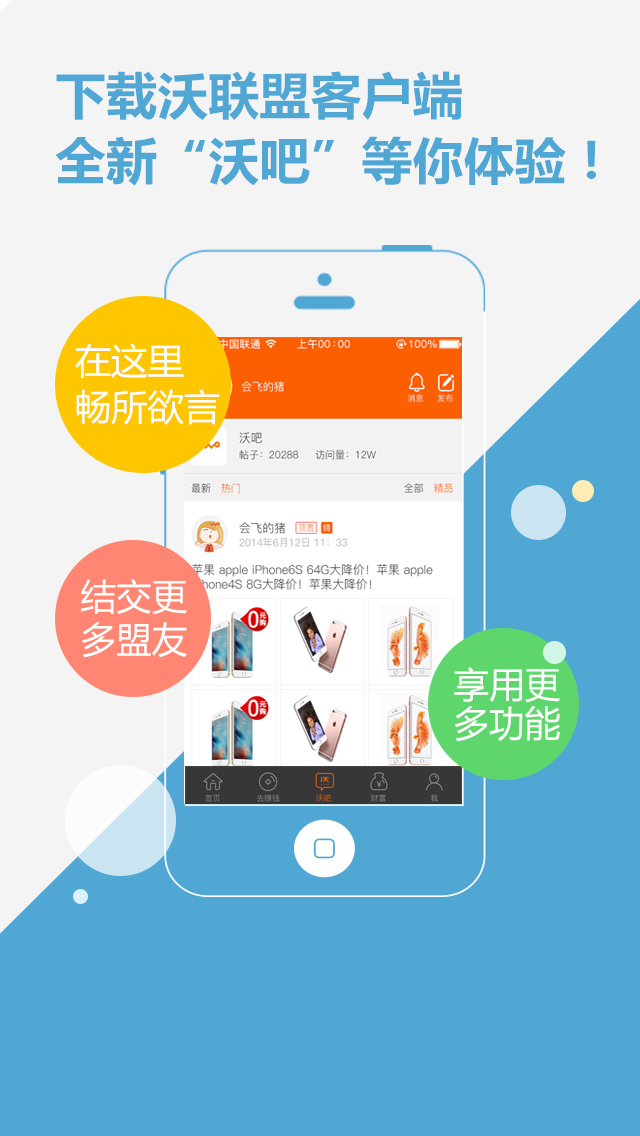 下载沃联盟客户端
全新“沃吧”等你体验！
在这里
畅所欲言
中国联通 上午00：00 100%
会飞的猪
消息 发布
沃吧
帖子：20288 访问量：12W
最新 热门 全部 精品
会飞的猪 顶置 精
2014年6月12日 11：33
苹果 apple iPhone6S 64G大降价！苹果 apple
hone4S 8G大降价！苹果大降价！
结交更
多盟友
0元购
0元购
享用更
多功能
首页 去赚钱 沃吧 财富 我